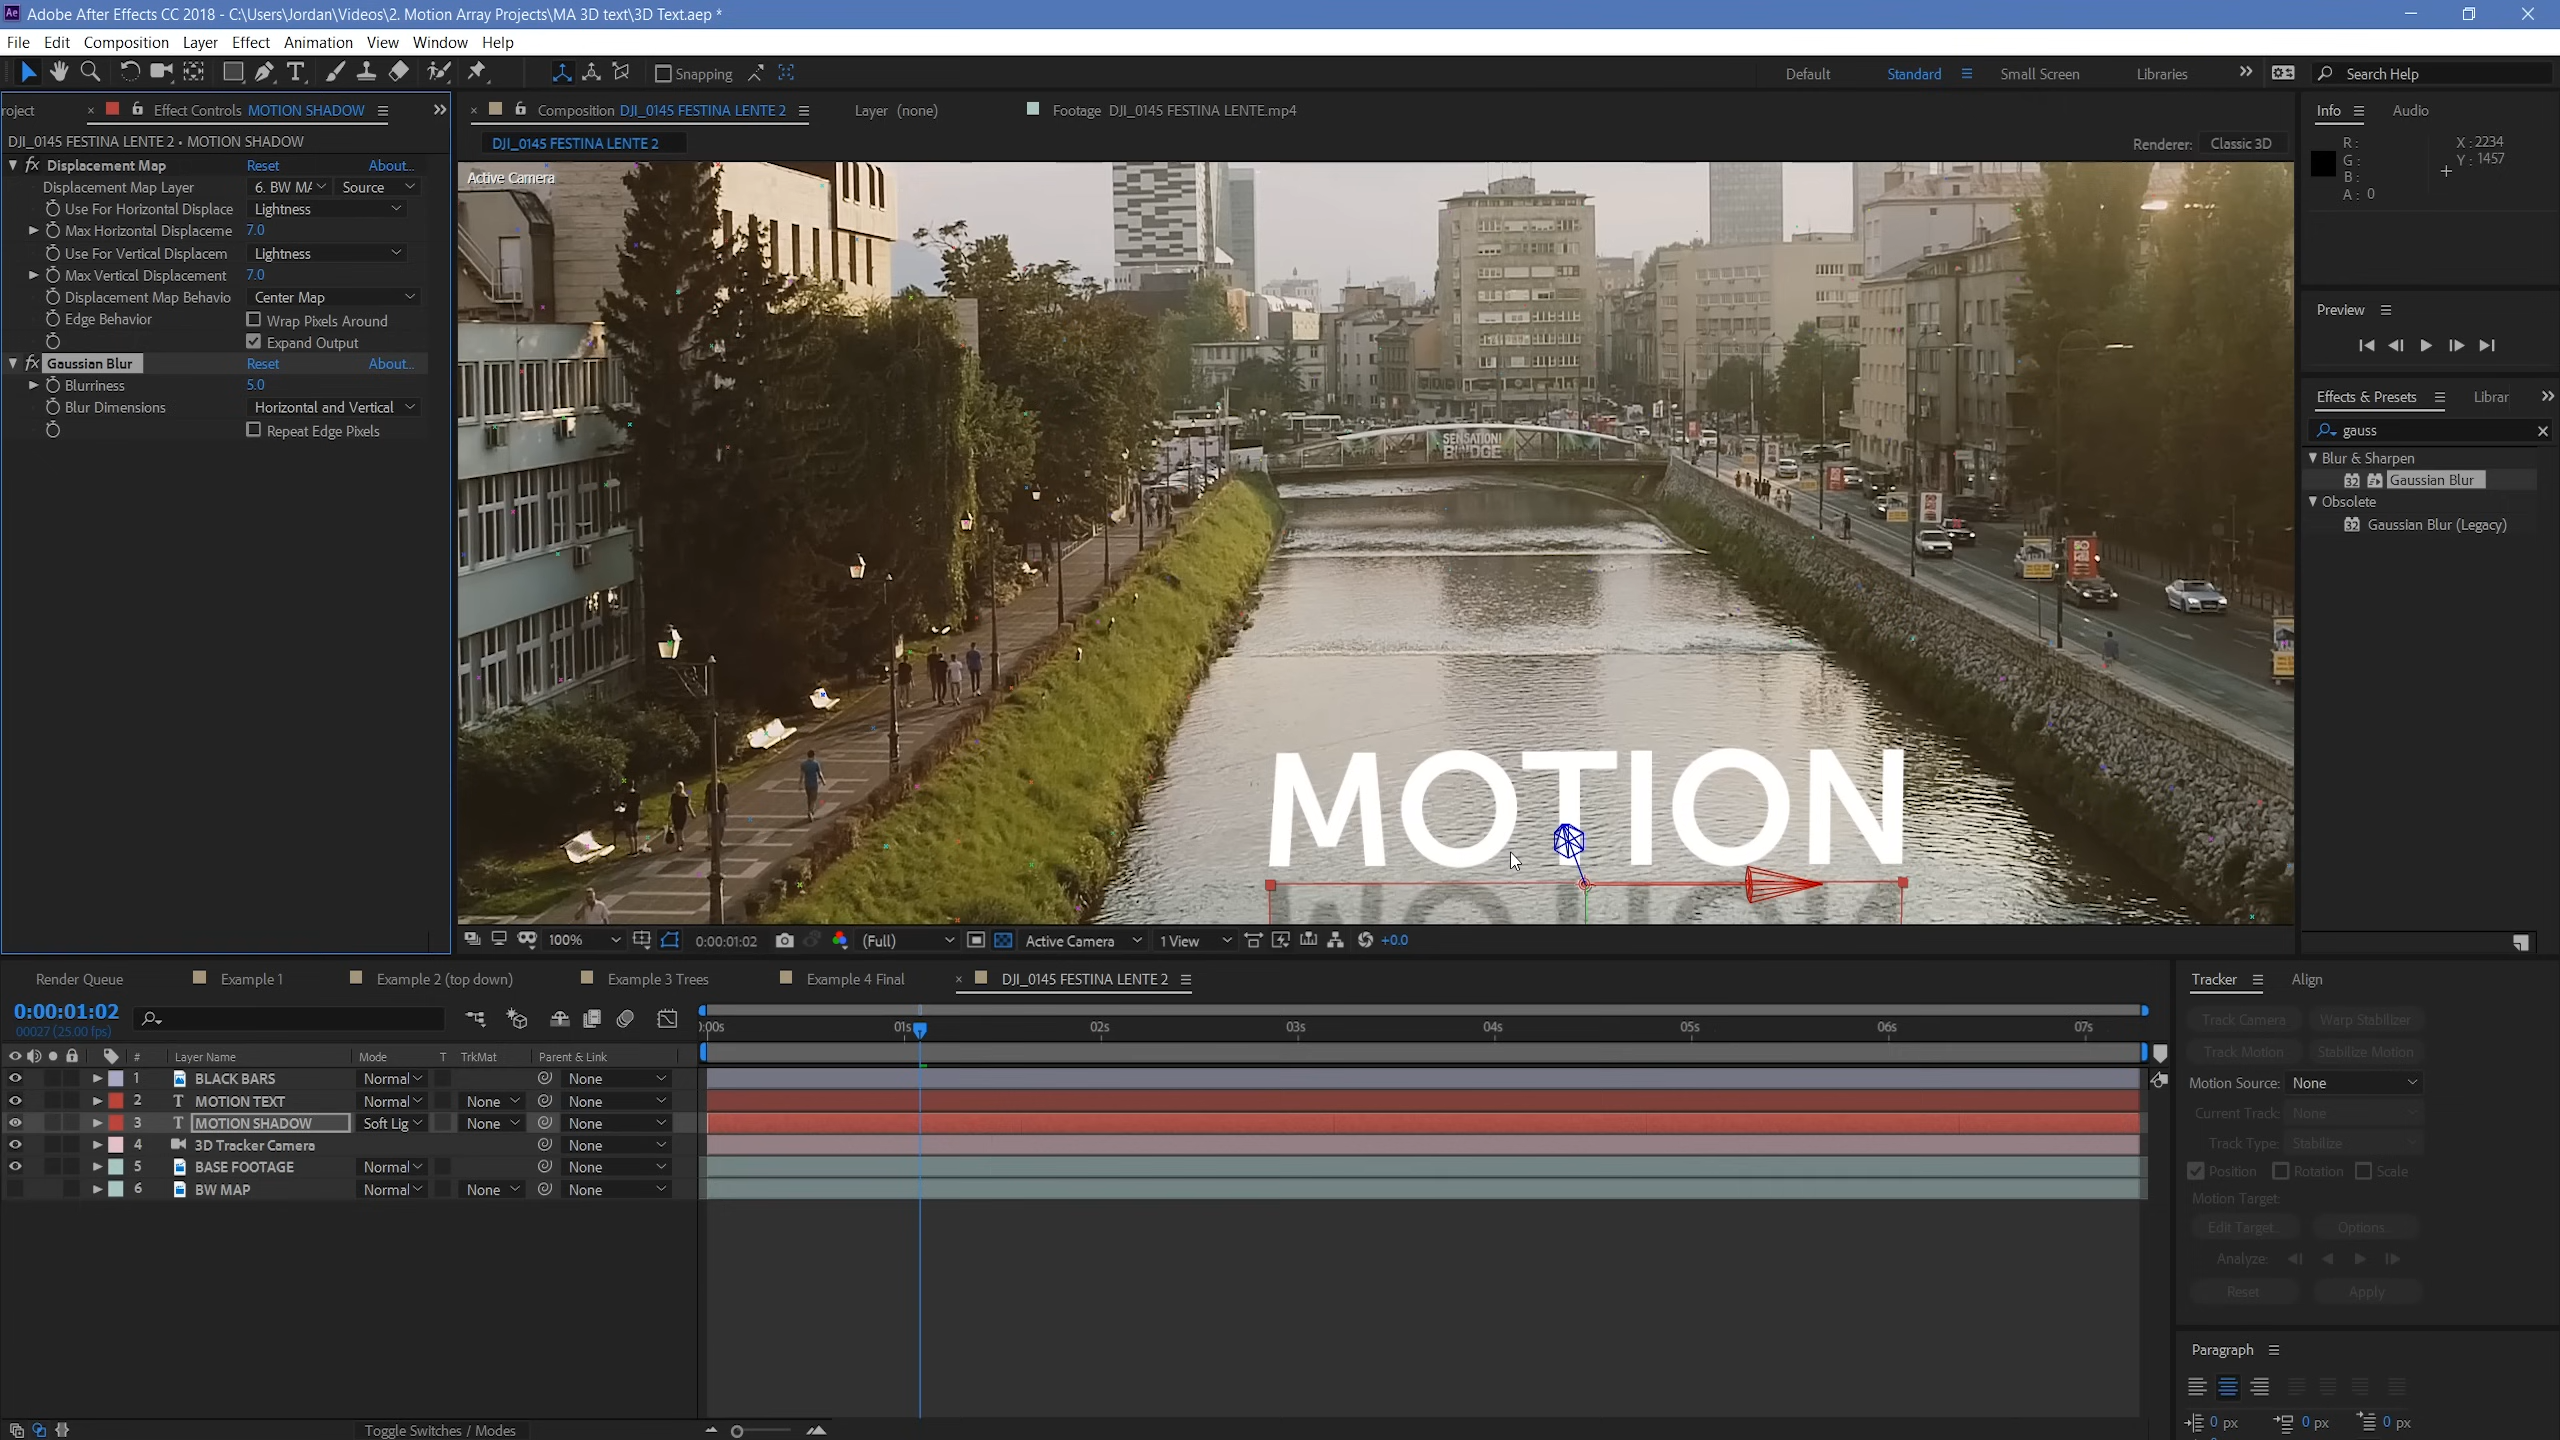 Adobe After Effects CC 2018 - C:\Users\Jordan\Videos\2. Motion Array Projects\MA 3D text\3D Text.aep *
File Edit Composition Layer Effect Animation View Window Help
Snapping
Default Standard Small Screen Libraries
Search Help
roject
Effect Controls MOTION SHADOW
DJI_0145 FESTINA LENTE 2 • MOTION SHADOW
fx Displacement Map Reset About...
Displacement Map Layer 6. BW MA Source
Use For Horizontal Displace Lightness
Max Horizontal Displaceme 7.0
Use For Vertical Displacem Lightness
Max Vertical Displacement 7.0
Displacement Map Behavio Center Map
Edge Behavior Wrap Pixels Around
Expand Output
fx Gaussian Blur Reset About...
Blurriness 5.0
Blur Dimensions Horizontal and Vertical
Repeat Edge Pixels
Composition DJI_0145 FESTINA LENTE 2
Layer (none)
Footage DJI_0145 FESTINA LENTE.mp4
DJI_0145 FESTINA LENTE 2
Renderer: Classic 3D
Active Camera
SENSATION!
BRIDGE
MOTION
MOTION
100% 0:00:01:02 (Full) Active Camera 1 View +0.0
Info Audio
R:
G:
B:
A: 0
X: 2234
Y: 1457
Preview
Effects & Presets Librar
gauss
Blur & Sharpen
32 Gaussian Blur
Obsolete
32 Gaussian Blur (Legacy)
Render Queue Example 1 Example 2 (top down) Example 3 Trees Example 4 Final DJI_0145 FESTINA LENTE 2
0:00:01:02
00027 (25.00 fps)
):00s 01s 02s 03s 04s 05s 06s 07s
# Layer Name Mode T TrkMat Parent & Link
1 BLACK BARS Normal None
2 T MOTION TEXT Normal None None
3 T MOTION SHADOW Soft Lig None None
4 3D Tracker Camera None
5 BASE FOOTAGE Normal None
6 BW MAP Normal None None
Toggle Switches / Modes
Tracker Align
Track Camera Warp Stabilizer
Track Motion Stabilize Motion
Motion Source: None
Current Track: None
Track Type: Stabilize
Position Rotation Scale
Motion Target:
Edit Target... Options...
Analyze:
Reset Apply
Paragraph
0 px 0 px 0 px